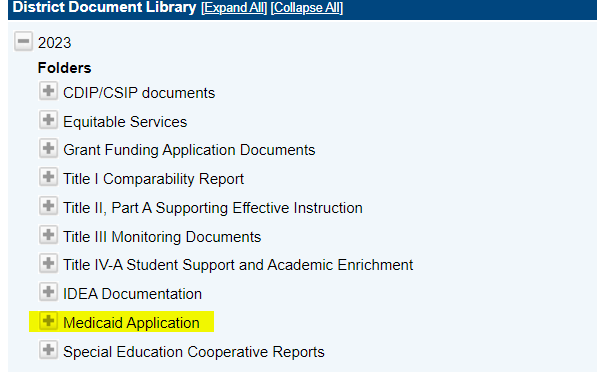 District Document Library [Expand All] [Collapse All]
2023
Folders
CDIP/CSIP documents
Equitable Services
Grant Funding Application Documents
Title I Comparability Report
Title II, Part A Supporting Effective Instruction
Title III Monitoring Documents
Title IV-A Student Support and Academic Enrichment
IDEA Documentation
Medicaid Application
Special Education Cooperative Reports